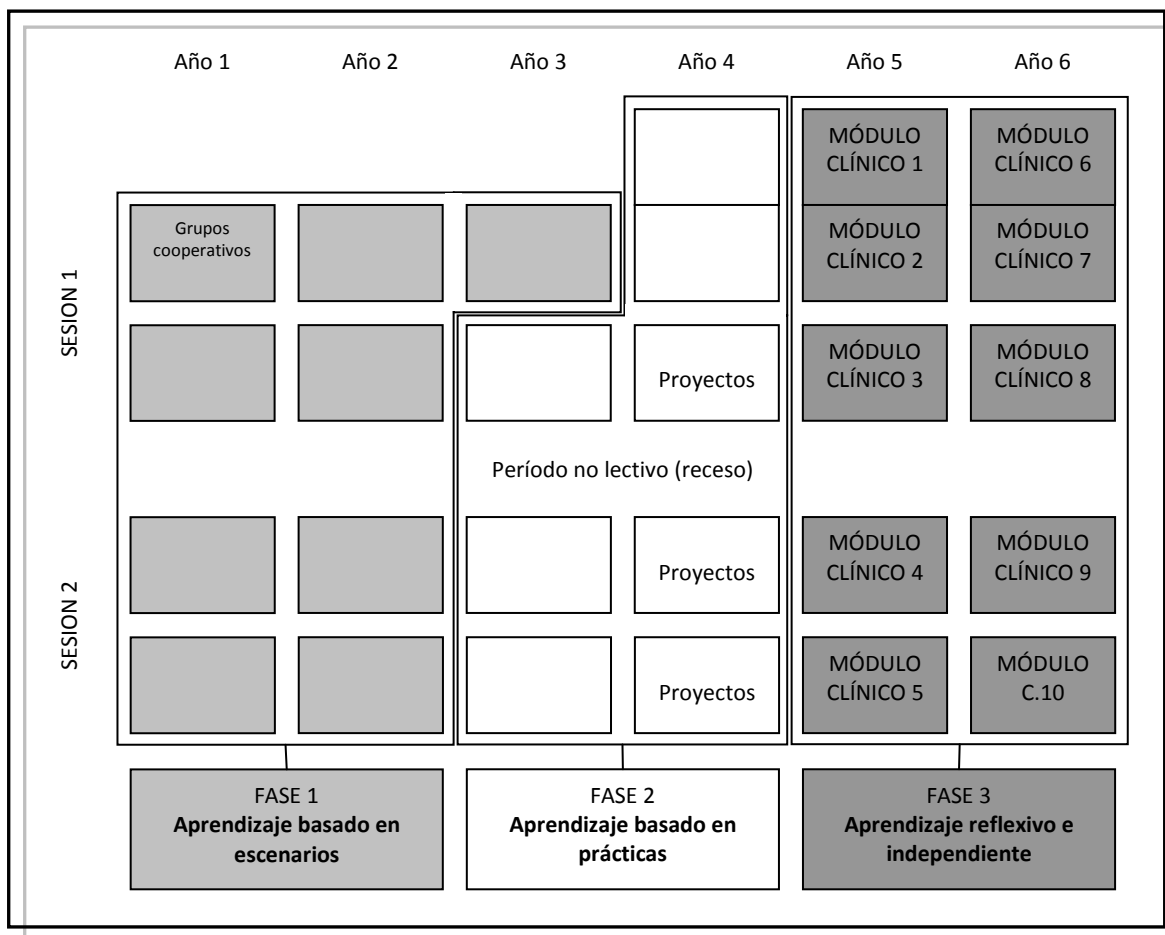 Año 1
Año 2
Año 3
Año 4
Año 5
Año 6
SESION 1
MÓDULO
CLÍNICO 1
MÓDULO
CLÍNICO 6
Grupos
cooperativos
MÓDULO
CLÍNICO 2
MÓDULO
CLÍNICO 7
Proyectos
MÓDULO
CLÍNICO 3
MÓDULO
CLÍNICO 8
Período no lectivo (receso)
SESION 2
Proyectos
MÓDULO
CLÍNICO 4
MÓDULO
CLÍNICO 9
Proyectos
MÓDULO
CLÍNICO 5
MÓDULO
C.10
FASE 1
Aprendizaje basado en
escenarios
FASE 2
Aprendizaje basado en
prácticas
FASE 3
Aprendizaje reflexivo e
independiente